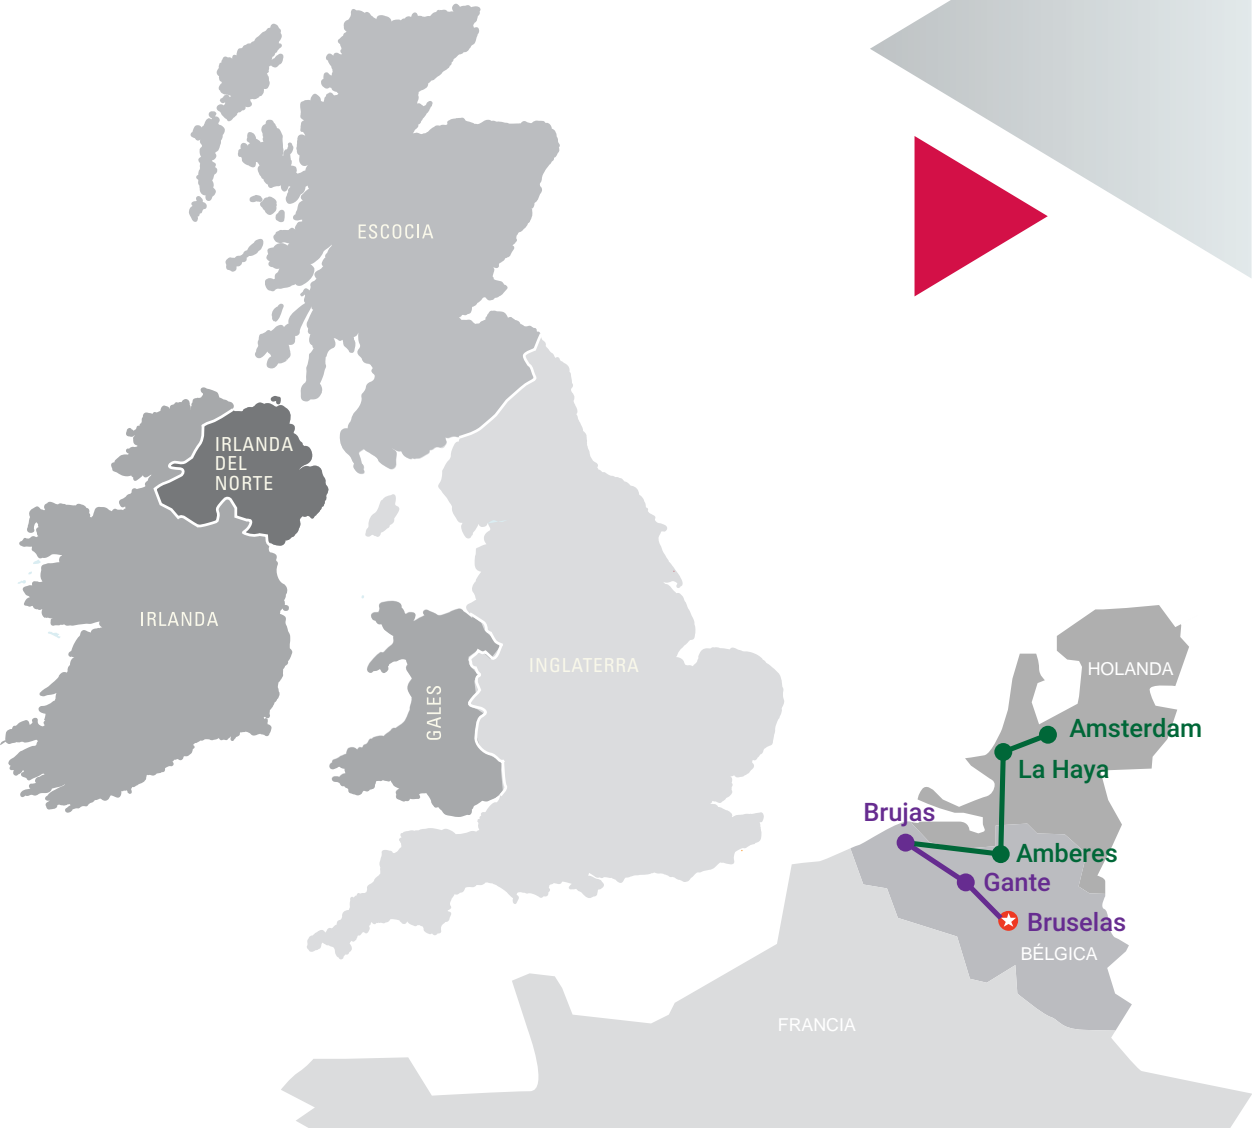 ESCOCIA
IRLANDA
DEL
NORTE
IRLANDA
GALES
INGLATERRA
HOLANDA
Amsterdam
La Haya
Brujas
Amberes
Gante
Bruselas
BÉLGICA
FRANCIA